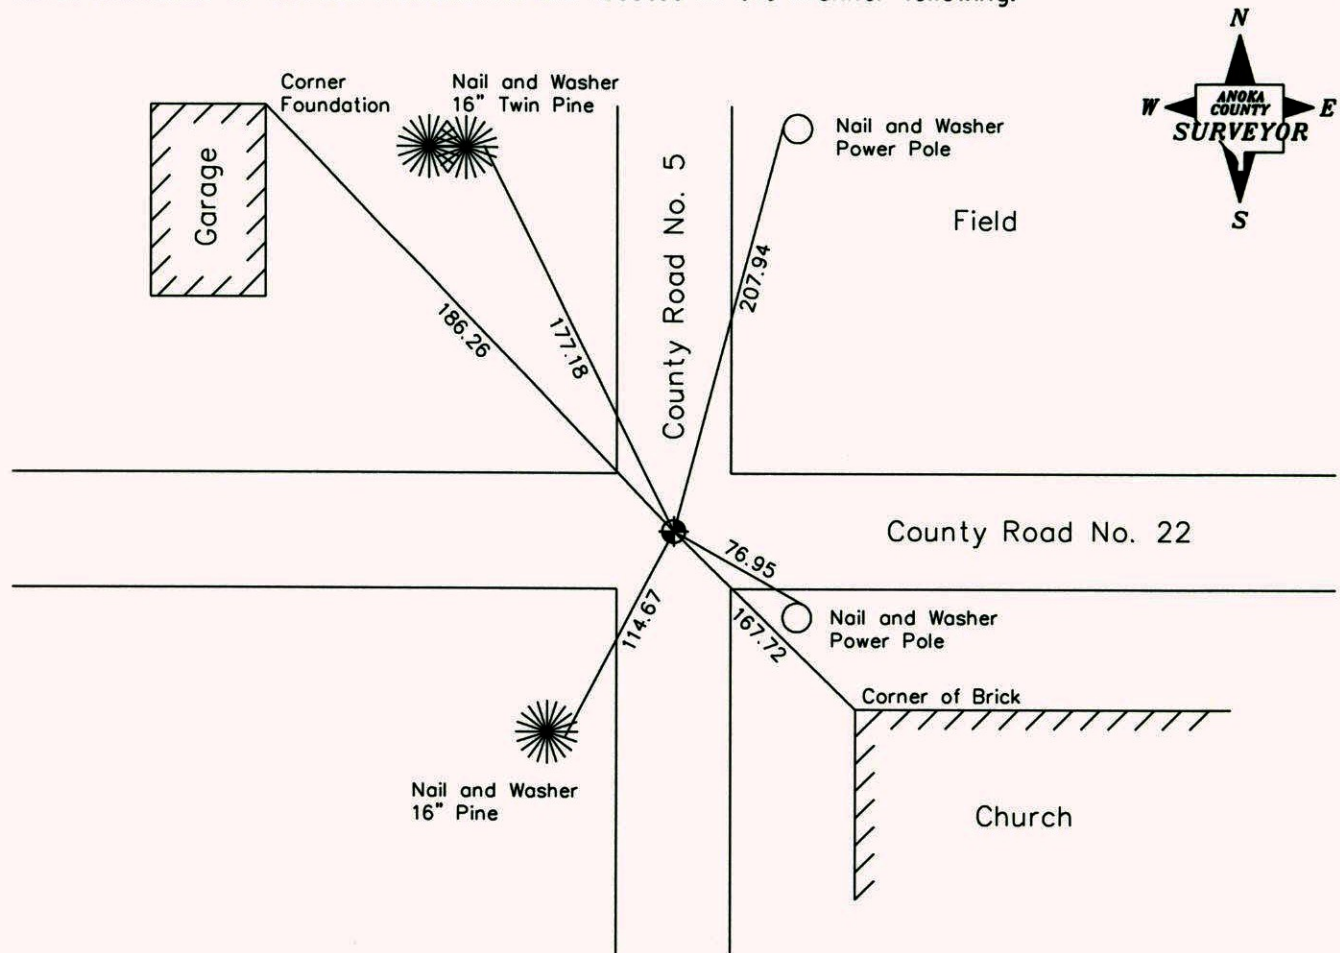 following.
N
W
ANOKA
COUNTY
E
SURVEYOR
S
Corner
Foundation
Nail and Washer
16" Twin Pine
Nail and Washer
Power Pole
Garage
County Road No. 5
Field
186.26
177.18
207.94
County Road No. 22
76.95
114.67
167.72
Nail and Washer
Power Pole
Corner of Brick
Nail and Washer
16" Pine
Church